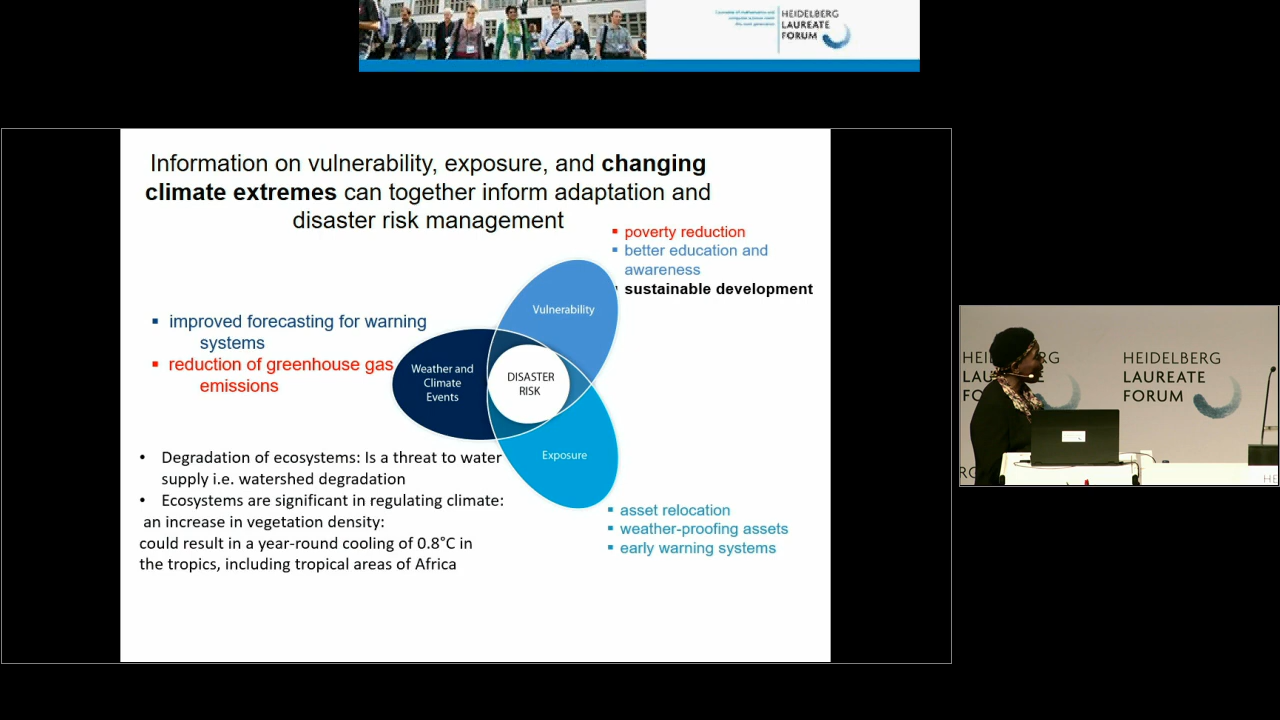 HEIDELBERG
LAUREATE
FORUM
Information on vulnerability, exposure, and changing
climate extremes can together inform adaptation and
disaster risk management
▪ poverty reduction
▪ better education and
awareness
sustainable development
Vulnerability
▪ improved forecasting for warning
systems
▪ reduction of greenhouse gas
emissions
Weather and
Climate
Events
DISASTER
RISK
Exposure
• Degradation of ecosystems: Is a threat to water
supply i.e. watershed degradation
• Ecosystems are significant in regulating climate:
an increase in vegetation density:
could result in a year-round cooling of 0.8°C in
the tropics, including tropical areas of Africa
▪ asset relocation
▪ weather-proofing assets
▪ early warning systems
HEIDELBERG
LAUREATE
FORUM